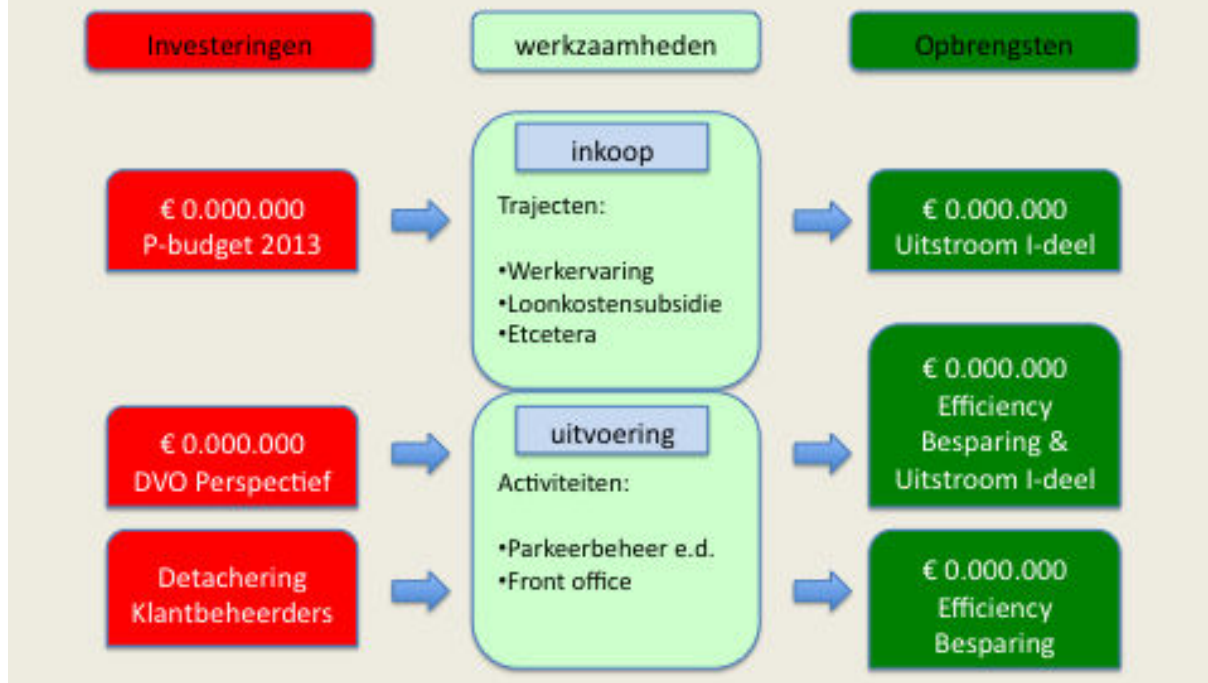 Investeringen
werkzaamheden
Opbrengsten
€ 0.000.000
P-budget 2013
inkoop
Trajecten:
•Werkervaring
•Loonkostensubsidie
•Etcetera
€ 0.000.000
Uitstroom I-deel
€ 0.000.000
DVO Perspectief
uitvoering
Activiteiten:
•Parkeerbeheer e.d.
•Front office
€ 0.000.000
Efficiency
Besparing &
Uitstroom I-deel
Detachering
Klantbeheerders
€ 0.000.000
Efficiency
Besparing